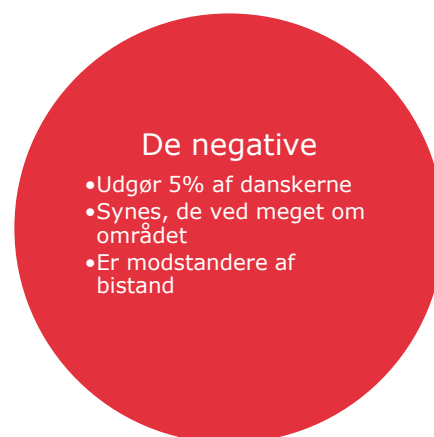 De negative
•Udgør 5% af danskerne
•Synes, de ved meget om
området
•Er modstandere af
bistand